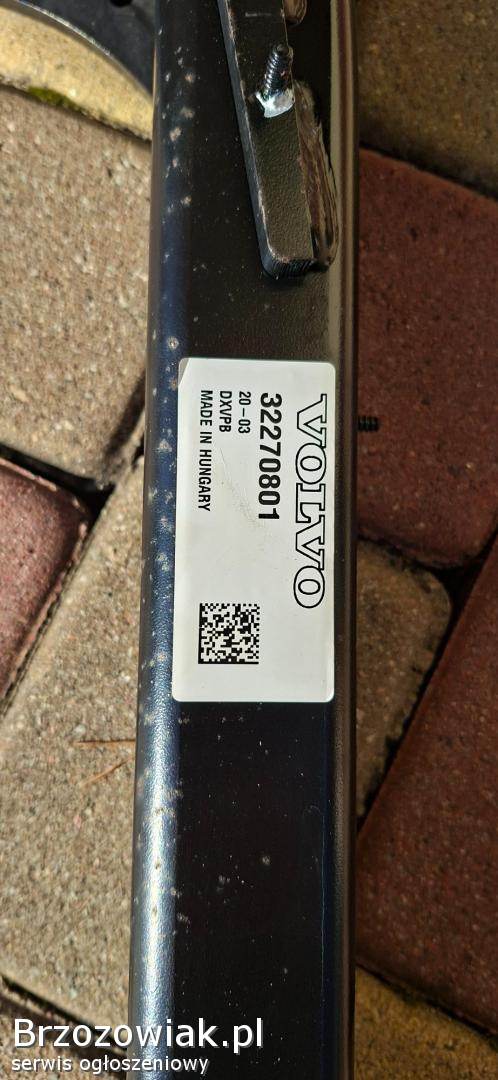 VOLVO
32270801
20-03
DXVPB
MADE IN HUNGARY
Brzozowiak.pl
serwis ogłoszeniowy